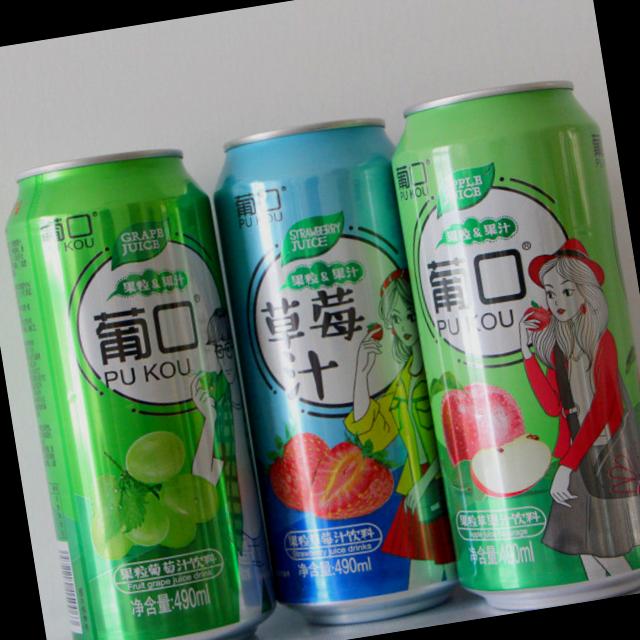 葡口®
PU KOU
GRAPE
JUICE
果粒&果汁
葡口®
PU KOU
果粒葡萄汁饮料
Fruit grape juice drinks
净含量:490ml
葡口®
PU KOU
STRAWBERRY
JUICE
果粒&果汁
草莓
汁
果粒草莓汁饮料
Strawberry juice drinks
净含量:490ml
葡口
PU KOU
APPLE
JUICE
果粒&果汁
葡口®
PU KOU
果粒苹果汁饮料
净含量:490ml